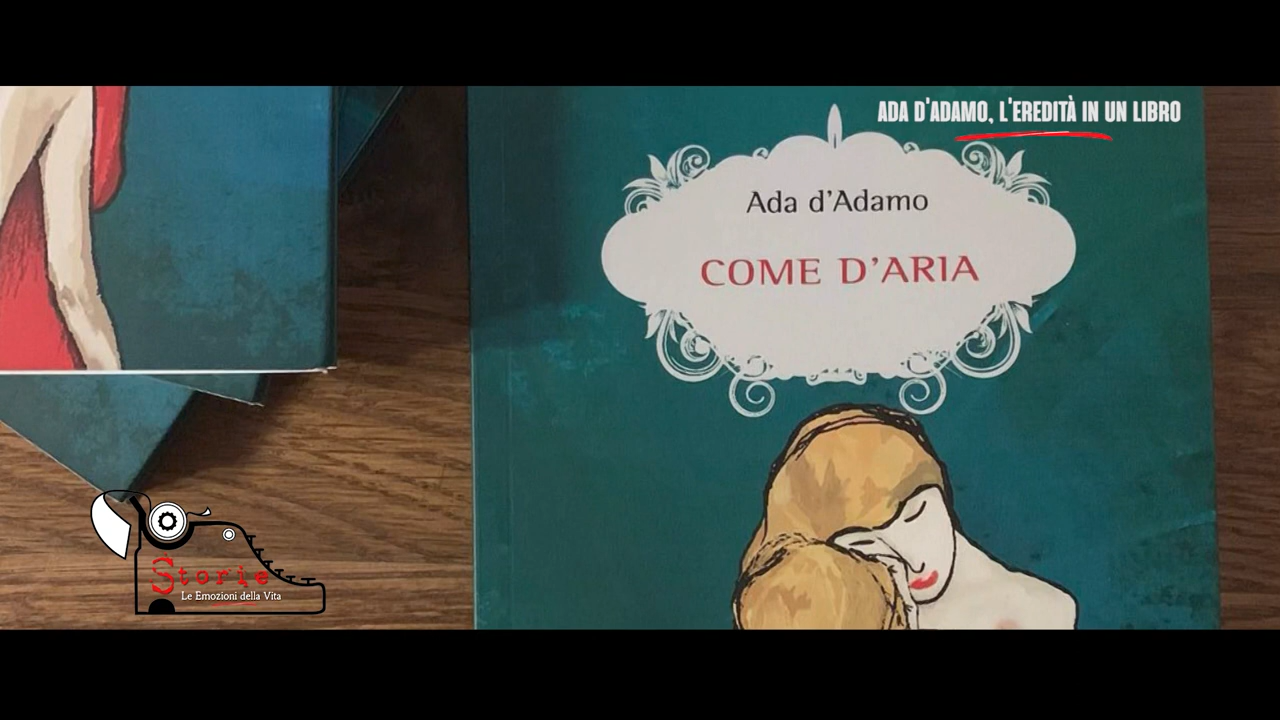 ADA D'ADAMO, L'EREDITÀ IN UN LIBRO
Ada d'Adamo
COME D'ARIA
Storie
Le Emozioni della Vita